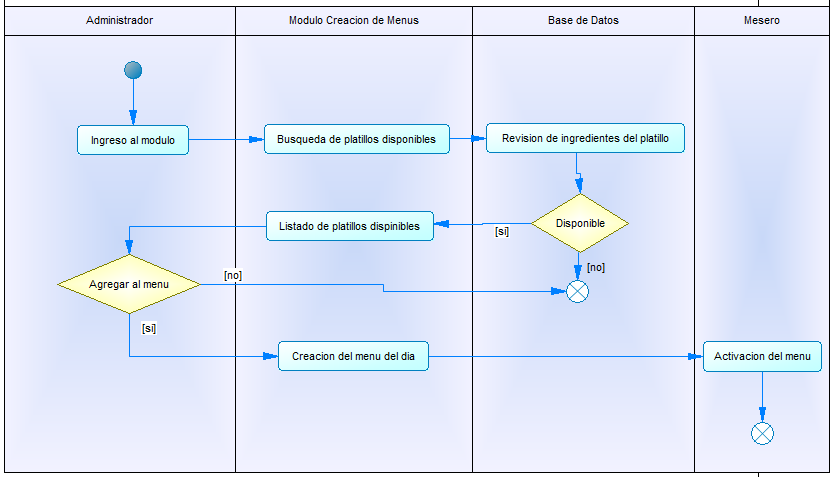 Administrador
Modulo Creacion de Menus
Base de Datos
Mesero
Ingreso al modulo
Busqueda de platillos disponibles
Revision de ingredientes del platillo
Listado de platillos dispinibles
[si]
Disponible
[no]
Agregar al menu
[no]
[si]
Creacion del menu del dia
Activacion del menu